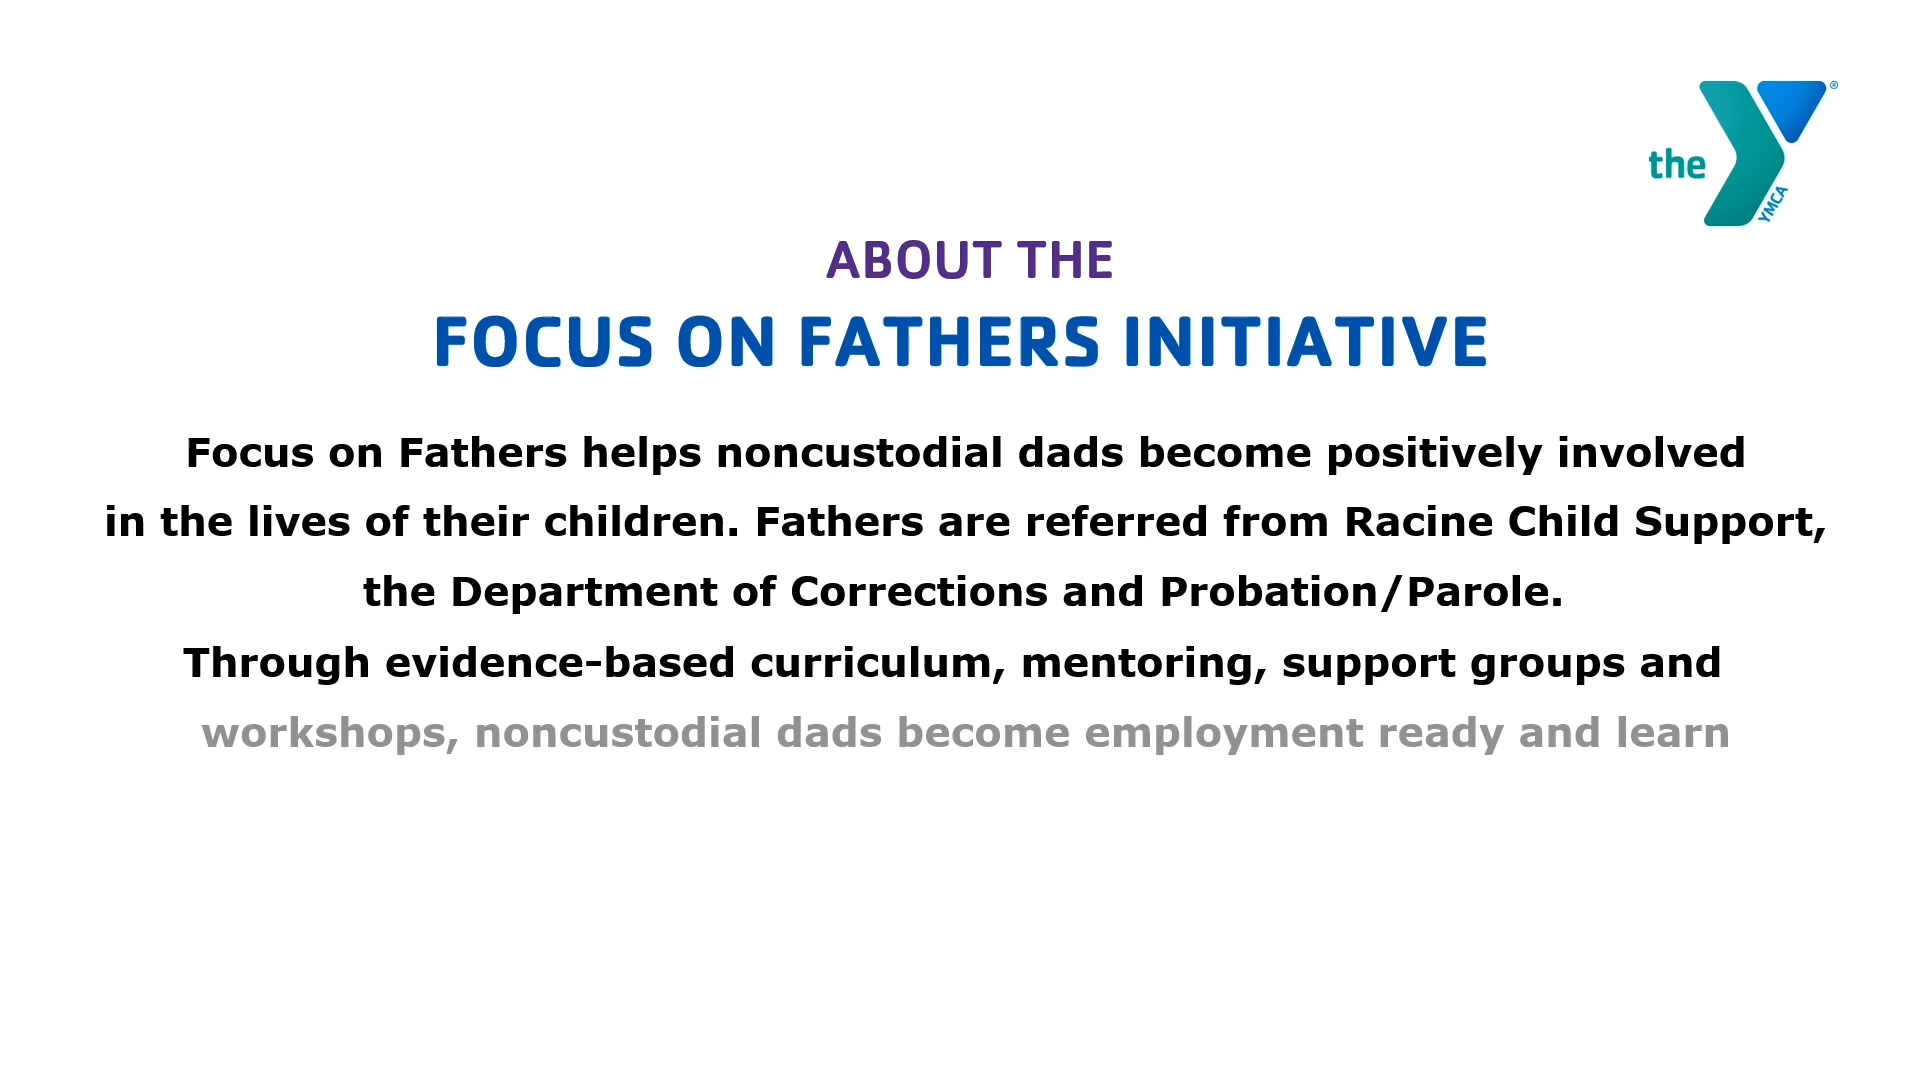 the
YMCA
®
ABOUT THE
FOCUS ON FATHERS INITIATIVE
Focus on Fathers helps noncustodial dads become positively involved
in the lives of their children. Fathers are referred from Racine Child Support,
the Department of Corrections and Probation/Parole.
Through evidence-based curriculum, mentoring, support groups and
workshops, noncustodial dads become employment ready and learn